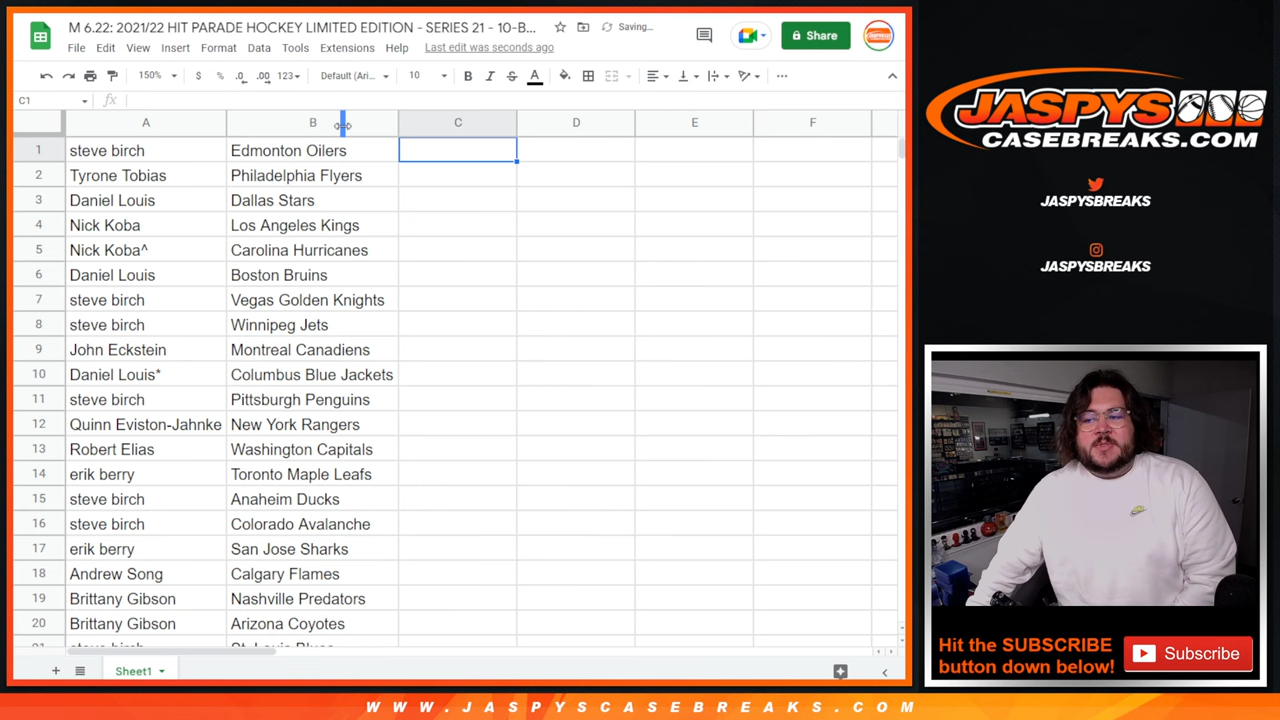 M 6.22: 2021/22 HIT PARADE HOCKEY LIMITED EDITION - SERIES 21 - 10-B...
Saving...
Share
File Edit View Insert Format Data Tools Extensions Help Last edit was seconds ago
150% $ % .0 .00 123 Default (Ari... 10 B I S A
C1 fx
A B C D E F
1 steve birch Edmonton Oilers
2 Tyrone Tobias Philadelphia Flyers
3 Daniel Louis Dallas Stars
4 Nick Koba Los Angeles Kings
5 Nick Koba^ Carolina Hurricanes
6 Daniel Louis Boston Bruins
7 steve birch Vegas Golden Knights
8 steve birch Winnipeg Jets
9 John Eckstein Montreal Canadiens
10 Daniel Louis* Columbus Blue Jackets
11 steve birch Pittsburgh Penguins
12 Quinn Eviston-Jahnke New York Rangers
13 Robert Elias Washington Capitals
14 erik berry Toronto Maple Leafs
15 steve birch Anaheim Ducks
16 steve birch Colorado Avalanche
17 erik berry San Jose Sharks
18 Andrew Song Calgary Flames
19 Brittany Gibson Nashville Predators
20 Brittany Gibson Arizona Coyotes
21 steve birch St. Louis Blues
Sheet1
JASPYS
CASEBREAKS.COM
JASPYSBREAKS
JASPYSBREAKS
Hit the SUBSCRIBE
button down below!
Subscribe
WWW.JASPYSCASEBREAKS.COM